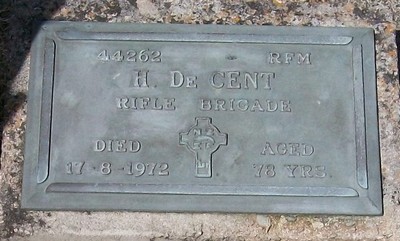 44262 RFM
H. De CENT
RIFLE BRIGADE
DIED AGED
17-8-1972 78 YRS.